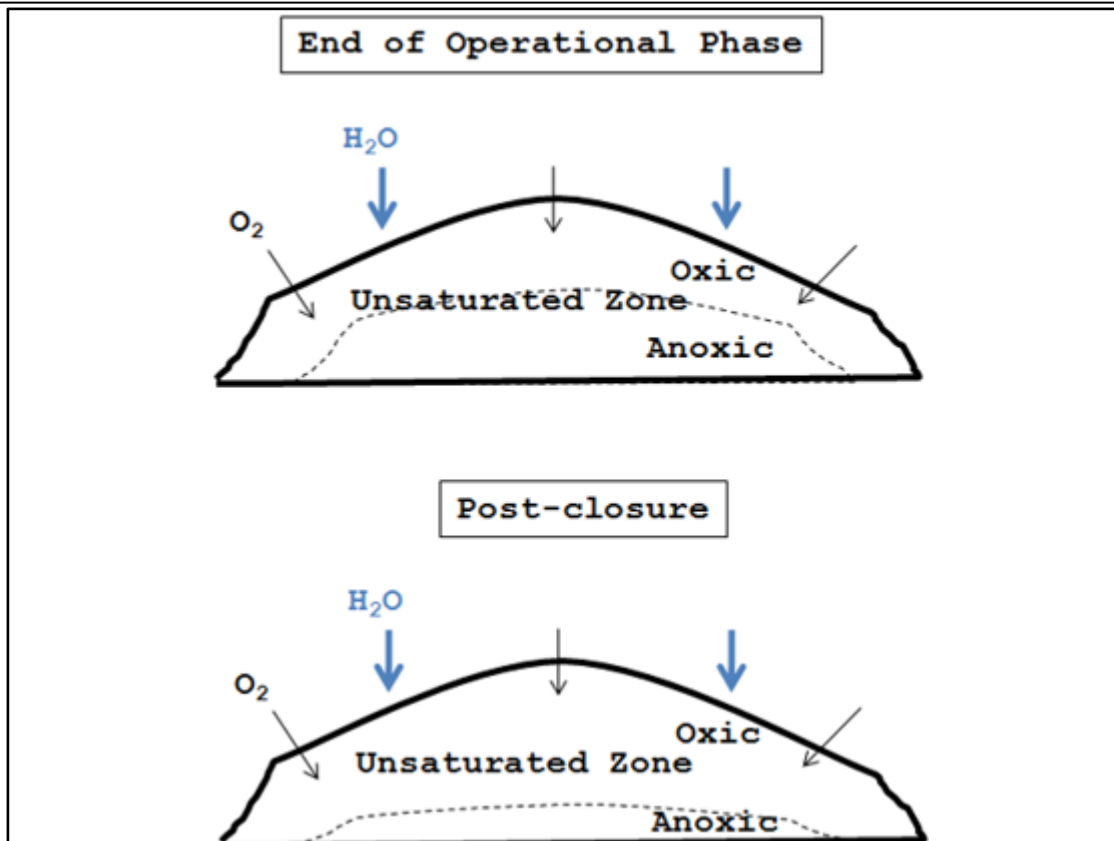 End of Operational Phase
H₂O
O₂
Oxic
Unsaturated Zone
Anoxic
Post-closure
H₂O
O₂
Oxic
Unsaturated Zone
Anoxic